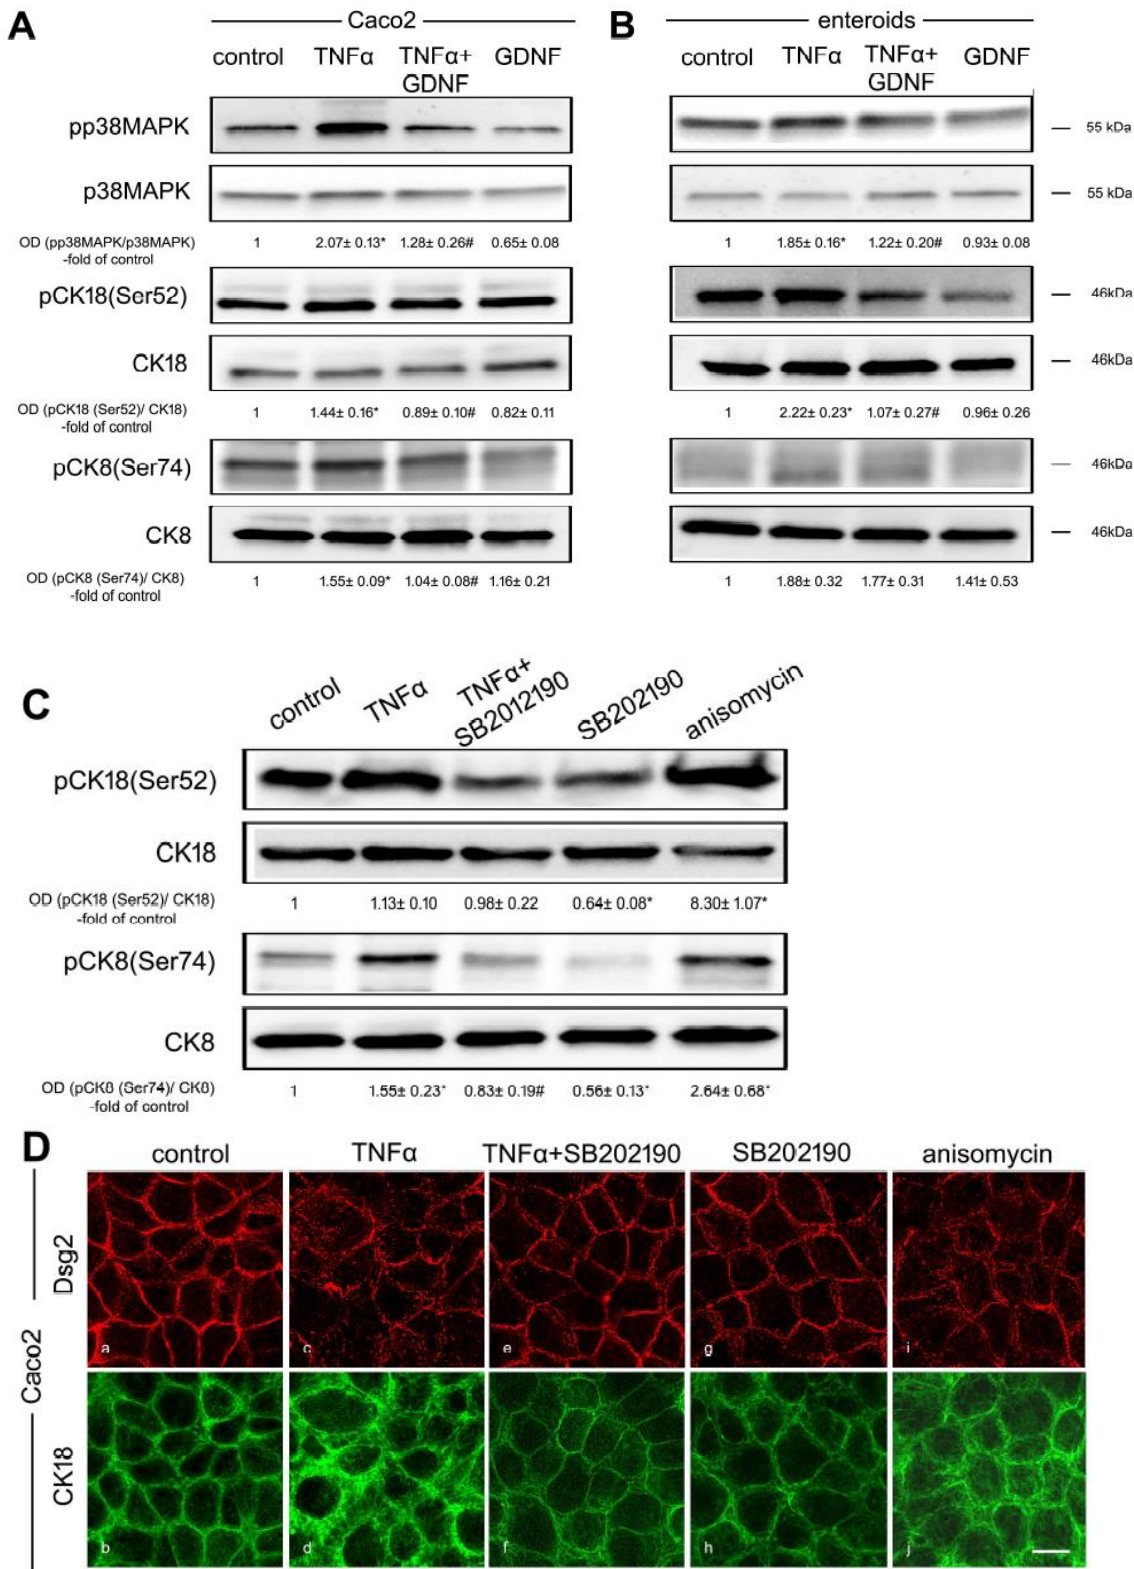 A
Caco2
control TNFα TNFα+ GDNF
GDNF
pp38MAPK
p38MAPK
OD (pp38MAPK/p38MAPK) 1 2.07± 0.13* 1.28± 0.26# 0.65± 0.08
-fold of control
pCK18(Ser52)
CK18
OD (pCK18 (Ser52)/ CK18) 1 1.44± 0.16* 0.89± 0.10# 0.82± 0.11
-fold of control
pCK8(Ser74)
CK8
OD (pCK8 (Ser74)/ CK8) 1 1.55± 0.09* 1.04± 0.08# 1.16± 0.21
-fold of control
B
enteroids
control TNFα TNFα+ GDNF
GDNF
55 kDa
55 kDa
1 1.85± 0.16* 1.22± 0.20# 0.93± 0.08
46kDa
46kDa
1 2.22± 0.23* 1.07± 0.27# 0.96± 0.26
46kDa
46kDa
1 1.88± 0.32 1.77± 0.31 1.41± 0.53
C
control TNFα TNFα+ SB202190 anisomycin
SB2012190
pCK18(Ser52)
CK18
OD (pCK18 (Ser52)/ CK18) 1 1.13± 0.10 0.98± 0.22 0.64± 0.08* 8.30± 1.07*
-fold of control
pCK8(Ser74)
CK8
OD (pCK8 (Ser74)/ CK8) 1 1.55± 0.23* 0.83± 0.19# 0.56± 0.13* 2.64± 0.68*
-fold of control
D
control TNFα TNFα+SB202190 SB202190 anisomycin
Caco2
Dsg2
a c e g i
CK18
b d f h j